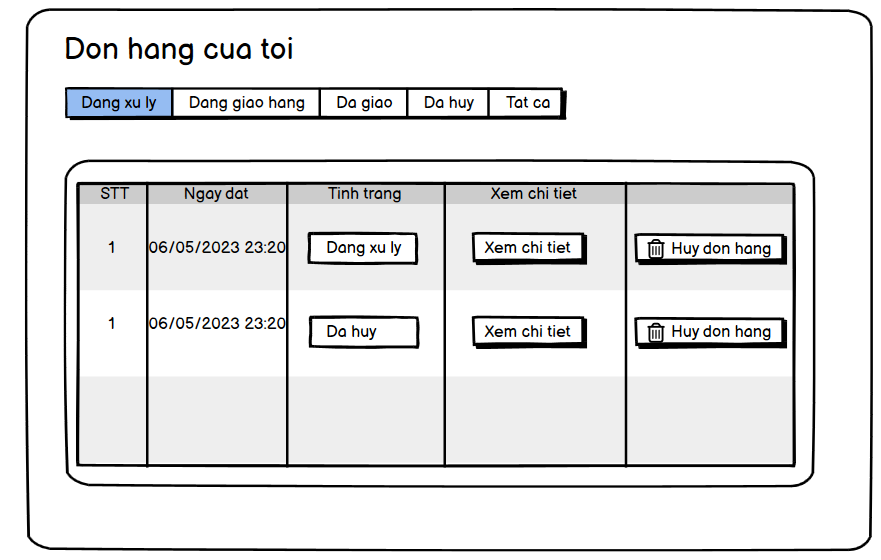 Don hang cua toi
Dang xu ly Dang giao hang Da giao Da huy Tat ca
STT Ngay dat Tinh trang Xem chi tiet
1 06/05/2023 23:20 Dang xu ly Xem chi tiet Huy don hang
1 06/05/2023 23:20 Da huy Xem chi tiet Huy don hang